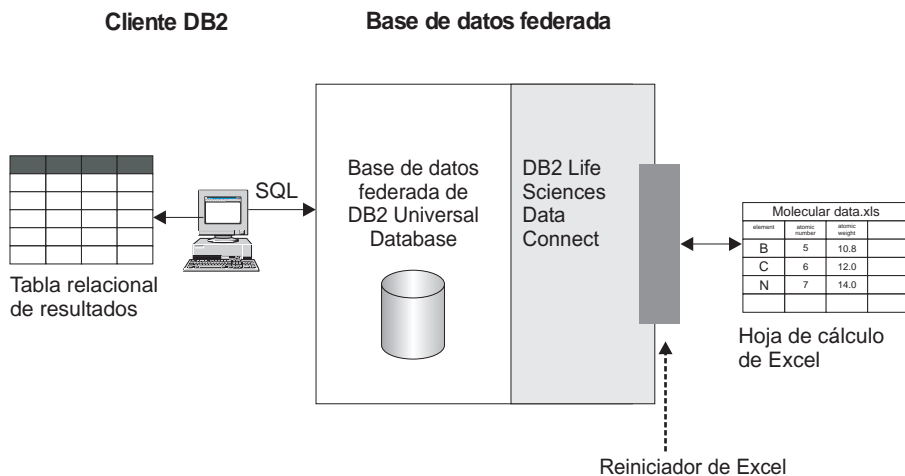 Cliente DB2
Base de datos federada
SQL
Base de datos
federada de
DB2 Universal
Database
DB2 Life
Sciences
Data
Connect
Molecular data.xls
element atomic number atomic weight
B 5 10.8
C 6 12.0
N 7 14.0
Tabla relacional
de resultados
Hoja de cálculo
de Excel
Reiniciador de Excel